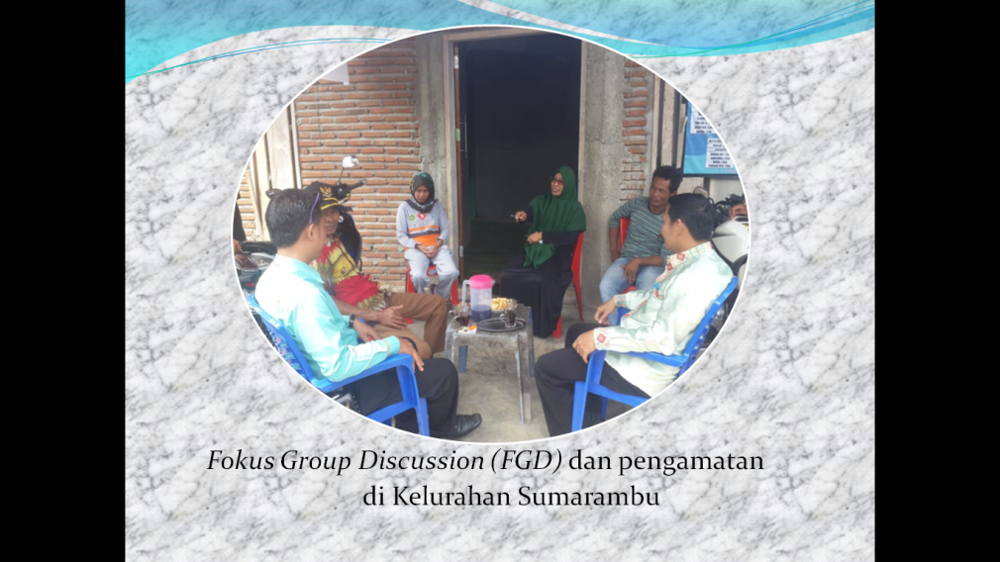 Fokus Group Discussion (FGD) dan pengamatan
di Kelurahan Sumarambu